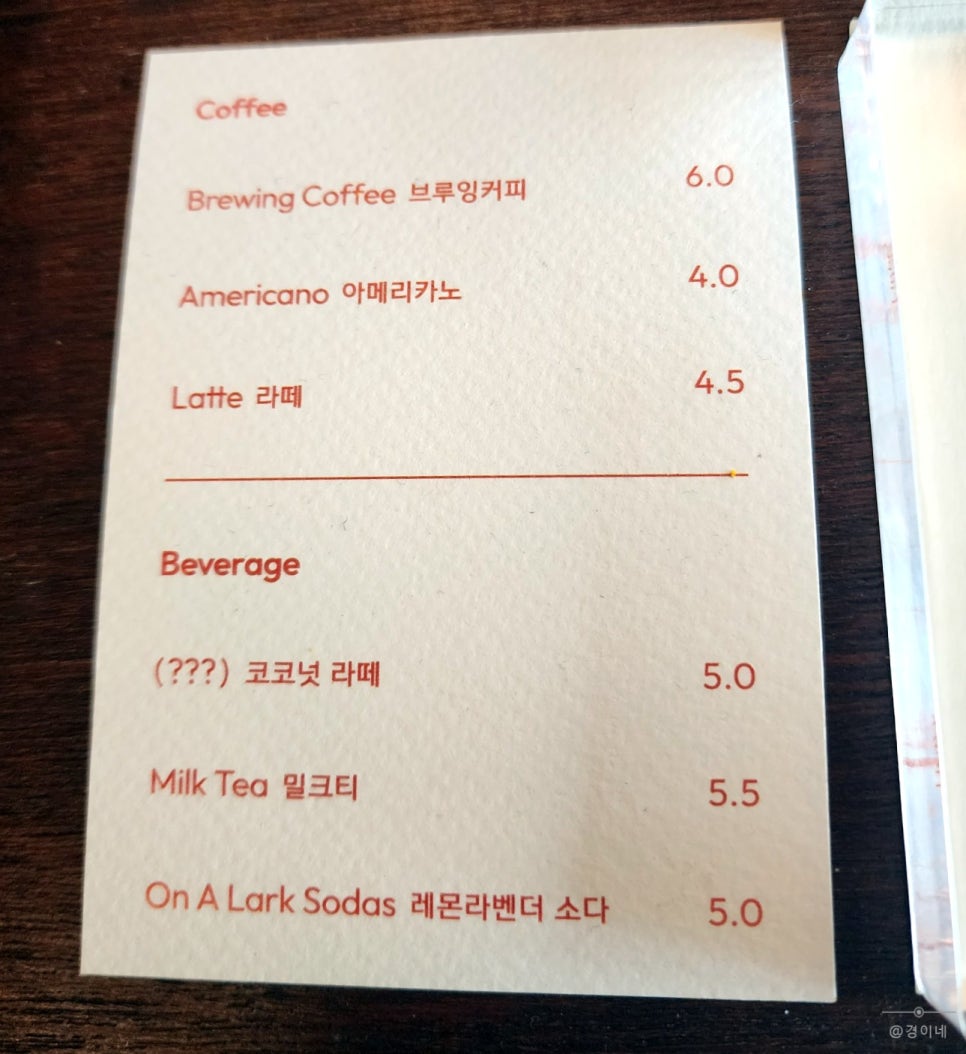 Coffee
Brewing Coffee 브루잉커피 6.0
Americano 아메리카노 4.0
Latte 라떼 4.5
Beverage
(???) 코코넛 라떼 5.0
Milk Tea 밀크티 5.5
On A Lark Sodas 레몬라벤더 소다 5.0
@경이네